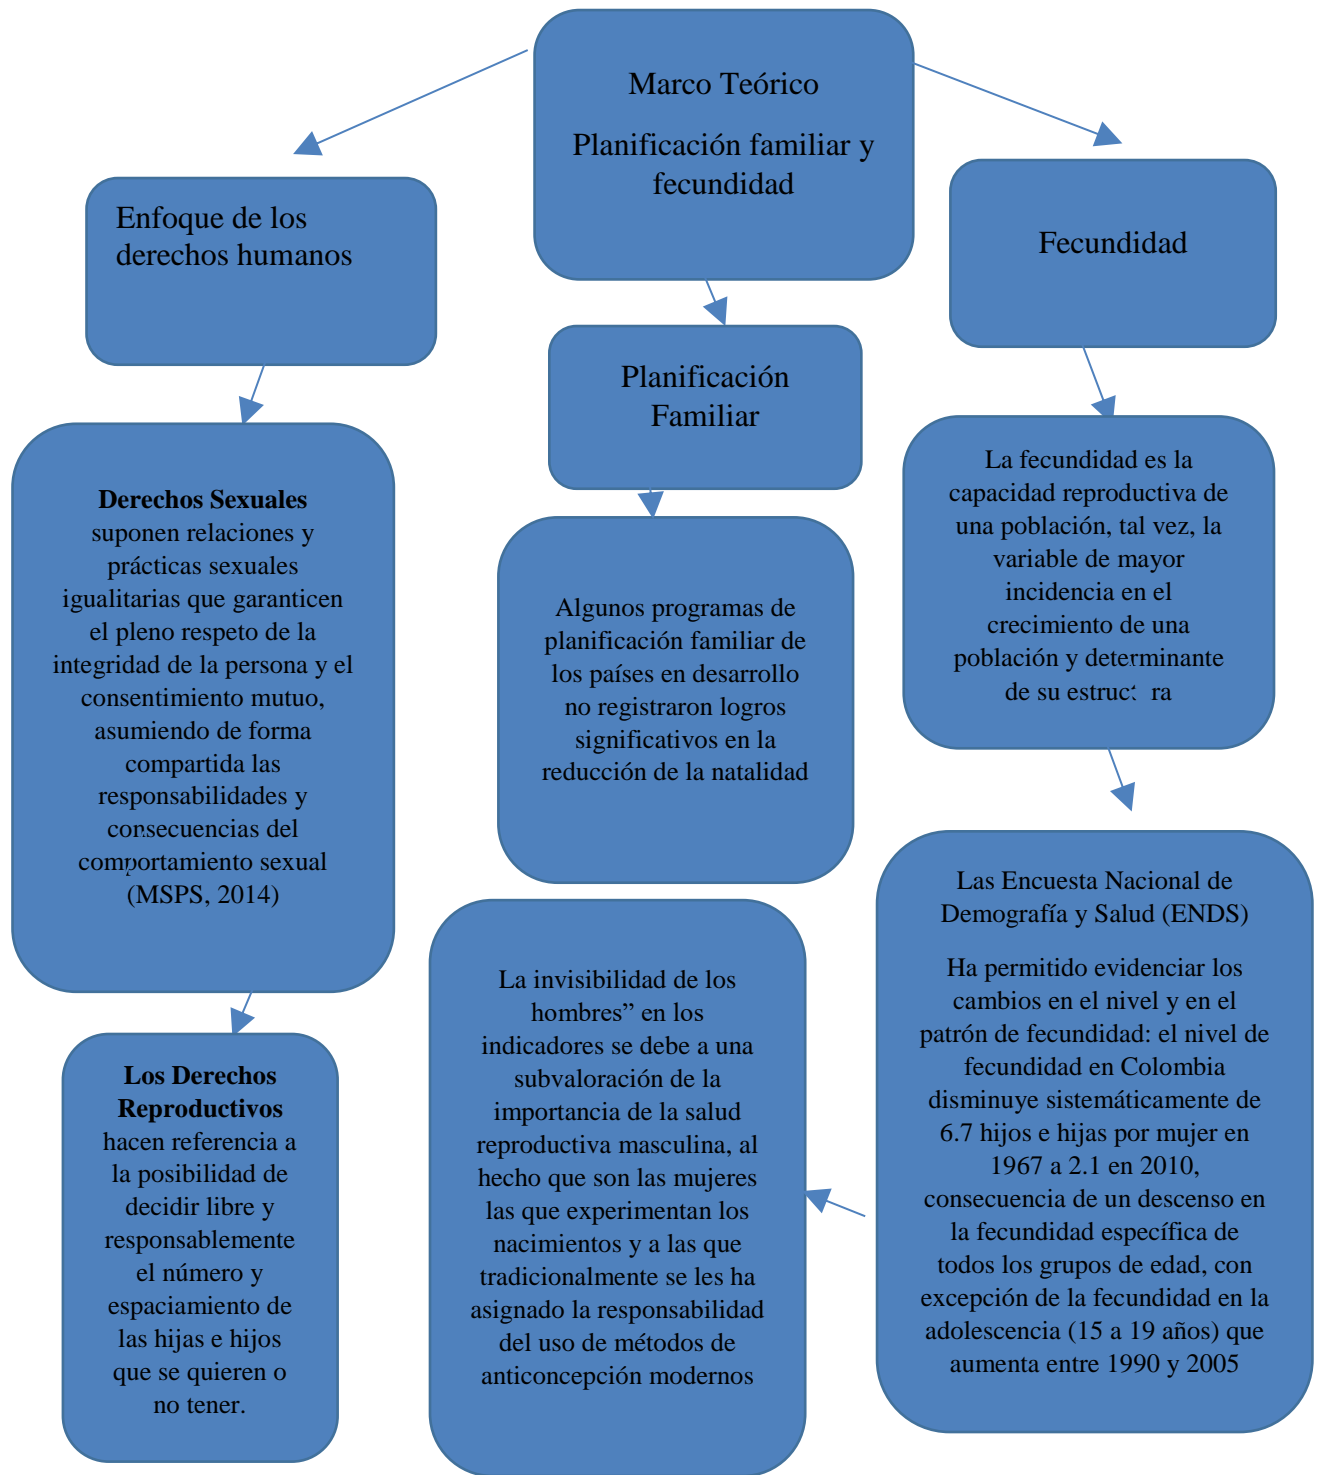 Marco Teórico
Planificación familiar y
fecundidad
Enfoque de los
derechos humanos
Derechos Sexuales
suponen relaciones y
prácticas sexuales
igualitarias que garanticen
el pleno respeto de la
integridad de la persona y el
consentimiento mutuo,
asumiendo de forma
compartida las
responsabilidades y
consecuencias del
comportamiento sexual
(MSPS, 2014)
Los Derechos
Reproductivos
hacen referencia a
la posibilidad de
decidir libre y
responsablemente
el número y
espaciamiento de
las hijas e hijos
que se quieren o
no tener.
Planificación
Familiar
Algunos programas de
planificación familiar de
los países en desarrollo
no registraron logros
significativos en la
reducción de la natalidad
Fecundidad
La fecundidad es la
capacidad reproductiva de
una población, tal vez, la
variable de mayor
incidencia en el
crecimiento de una
población y determinante
de su estructura
Las Encuesta Nacional de
Demografía y Salud (ENDS)
Ha permitido evidenciar los
cambios en el nivel y en el
patrón de fecundidad: el nivel de
fecundidad en Colombia
disminuye sistemáticamente de
6.7 hijos e hijas por mujer en
1967 a 2.1 en 2010,
consecuencia de un descenso en
la fecundidad específica de
todos los grupos de edad, con
excepción de la fecundidad en la
adolescencia (15 a 19 años) que
aumenta entre 1990 y 2005
La invisibilidad de los
hombres” en los
indicadores se debe a una
subvaloración de la
importancia de la salud
reproductiva masculina, al
hecho que son las mujeres
las que experimentan los
nacimientos y a las que
tradicionalmente se les ha
asignado la responsabilidad
del uso de métodos de
anticoncepción modernos